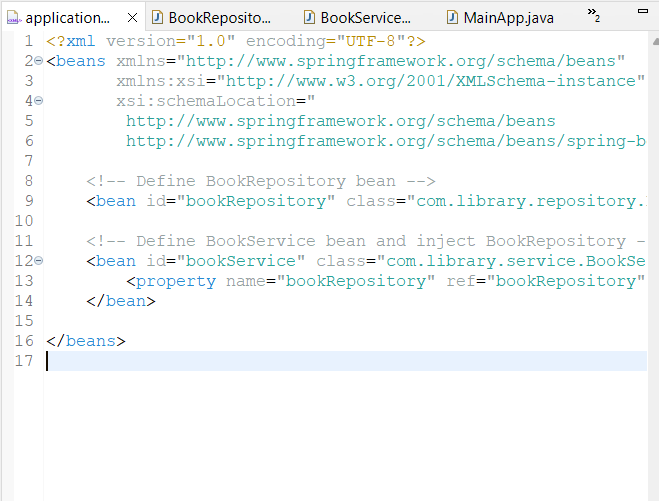 application... BookReposito... BookService... MainApp.java »2
1 <?xml version="1.0" encoding="UTF-8"?>
2 <beans xmlns="http://www.springframework.org/schema/beans"
3 xmlns:xsi="http://www.w3.org/2001/XMLSchema-instance"
4 xsi:schemaLocation="
5 http://www.springframework.org/schema/beans
6 http://www.springframework.org/schema/beans/spring-b
7
8 <!-- Define BookRepository bean -->
9 <bean id="bookRepository" class="com.library.repository.
10
11 <!-- Define BookService bean and inject BookRepository -
12 <bean id="bookService" class="com.library.service.BookSe
13 <property name="bookRepository" ref="bookRepository"
14 </bean>
15
16 </beans>
17